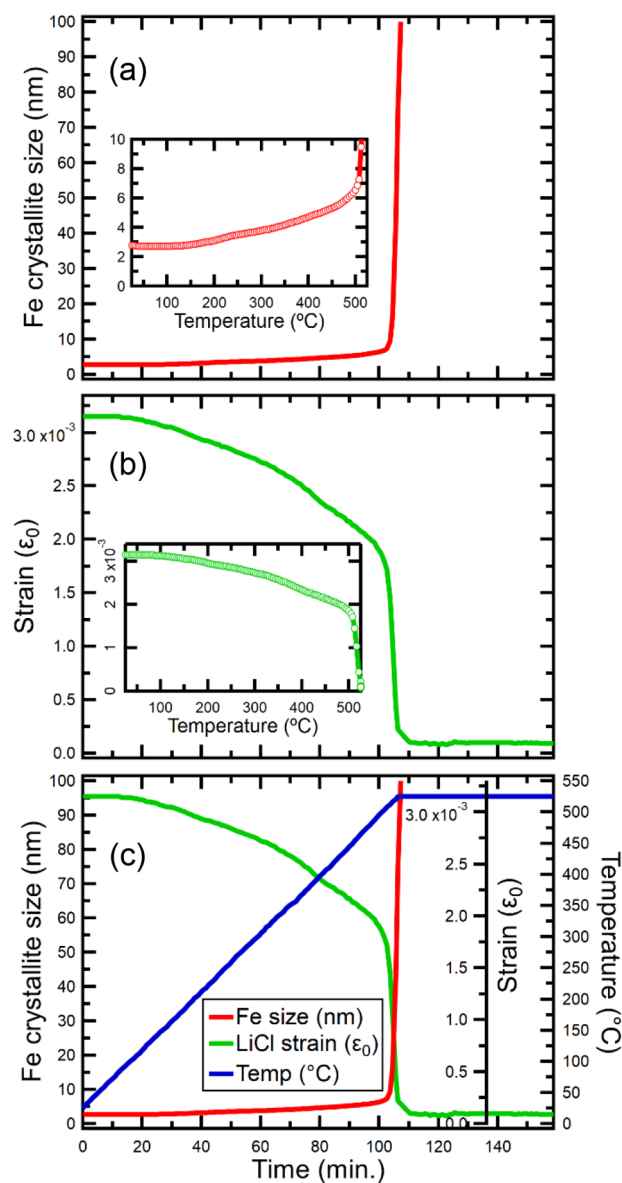 100
90
80
70
60
50
40
30
20
10
0
Fe crystallite size (nm)
(a)
10
8
6
4
2
0
100 200 300 400 500
Temperature (ºC)
3.0 x10⁻³
2.5
2.0
1.5
1.0
0.5
0.0
Strain (ε₀)
(b)
3 x10⁻³
2
1
0
100 200 300 400 500
Temperature (ºC)
100
90
80
70
60
50
40
30
20
10
0
Fe crystallite size (nm)
(c)
3.0 x10⁻³
2.5
2.0
1.5
1.0
0.5
0.0
Strain (ε₀)
550
500
450
400
350
300
250
200
150
100
50
0
Temperature (°C)
Fe size (nm)
LiCl strain (ε₀)
Temp (°C)
0 20 40 60 80 100 120 140
Time (min.)